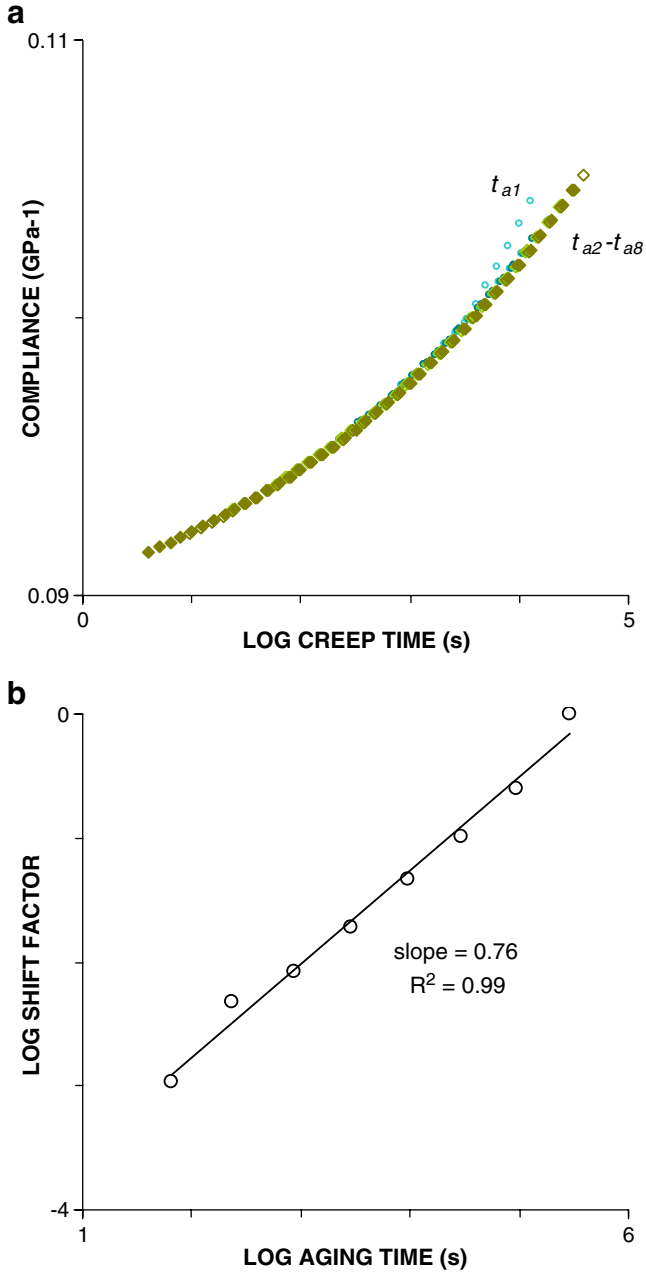 a
0.11
COMPLIANCE (GPa-1)
t a1
t a2 - t a8
0.09
0
5
LOG CREEP TIME (s)
b
0
LOG SHIFT FACTOR
slope = 0.76
R² = 0.99
-4
1
6
LOG AGING TIME (s)